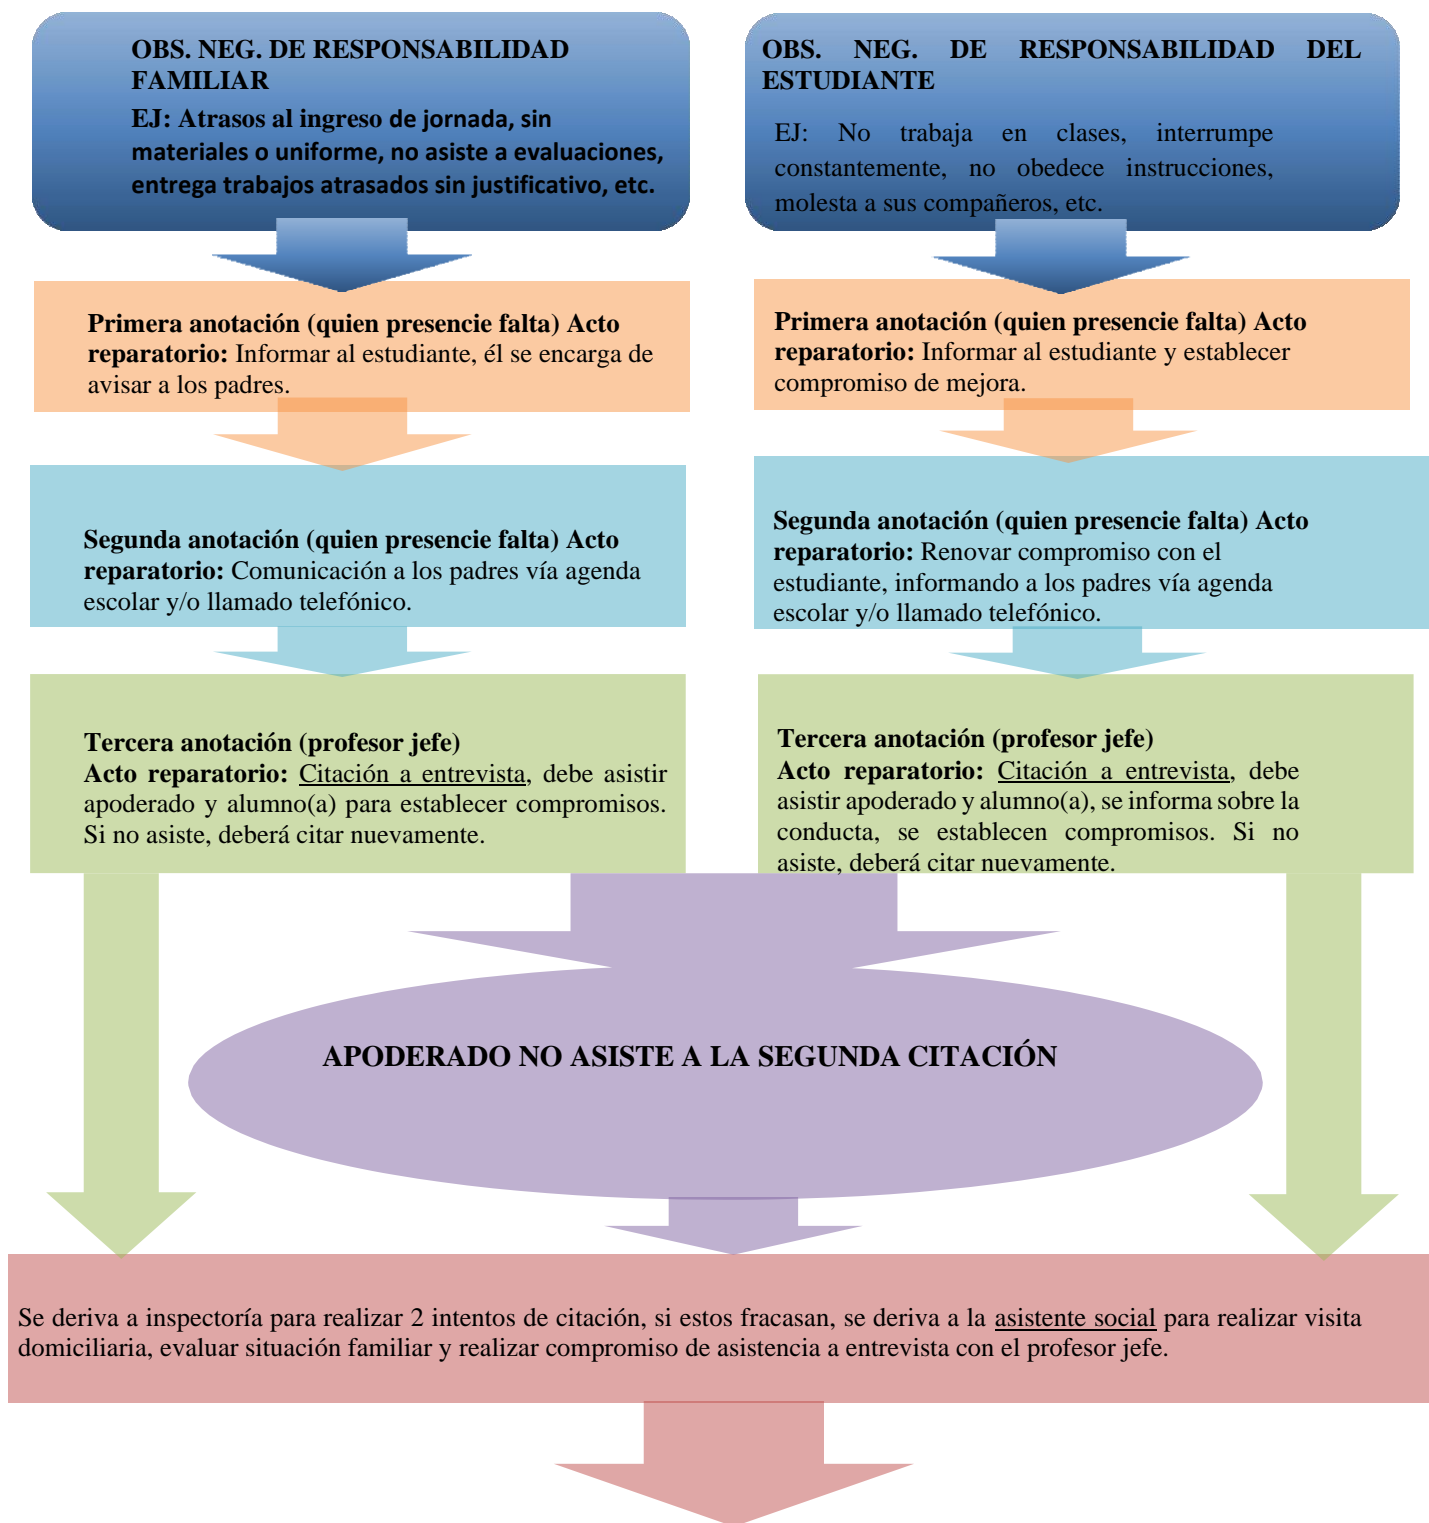 OBS. NEG. DE RESPONSABILIDAD
FAMILIAR
EJ: Atrasos al ingreso de jornada, sin
materiales o uniforme, no asiste a evaluaciones,
entrega trabajos atrasados sin justificativo, etc.
OBS. NEG. DE RESPONSABILIDAD DEL
ESTUDIANTE
EJ: No trabaja en clases, interrumpe
constantemente, no obedece instrucciones,
molesta a sus compañeros, etc.
Primera anotación (quien presencie falta) Acto
reparatorio: Informar al estudiante, él se encarga de
avisar a los padres.
Primera anotación (quien presencie falta) Acto
reparatorio: Informar al estudiante y establecer
compromiso de mejora.
Segunda anotación (quien presencie falta) Acto
reparatorio: Comunicación a los padres vía agenda
escolar y/o llamado telefónico.
Segunda anotación (quien presencie falta) Acto
reparatorio: Renovar compromiso con el
estudiante, informando a los padres vía agenda
escolar y/o llamado telefónico.
Tercera anotación (profesor jefe)
Acto reparatorio: Citación a entrevista, debe asistir
apoderado y alumno(a) para establecer compromisos.
Si no asiste, deberá citar nuevamente.
Tercera anotación (profesor jefe)
Acto reparatorio: Citación a entrevista, debe
asistir apoderado y alumno(a), se informa sobre la
conducta, se establecen compromisos. Si no
asiste, deberá citar nuevamente.
APODERADO NO ASISTE A LA SEGUNDA CITACIÓN
Se deriva a inspectoría para realizar 2 intentos de citación, si estos fracasan, se deriva a la asistente social para realizar visita
domiciliaria, evaluar situación familiar y realizar compromiso de asistencia a entrevista con el profesor jefe.